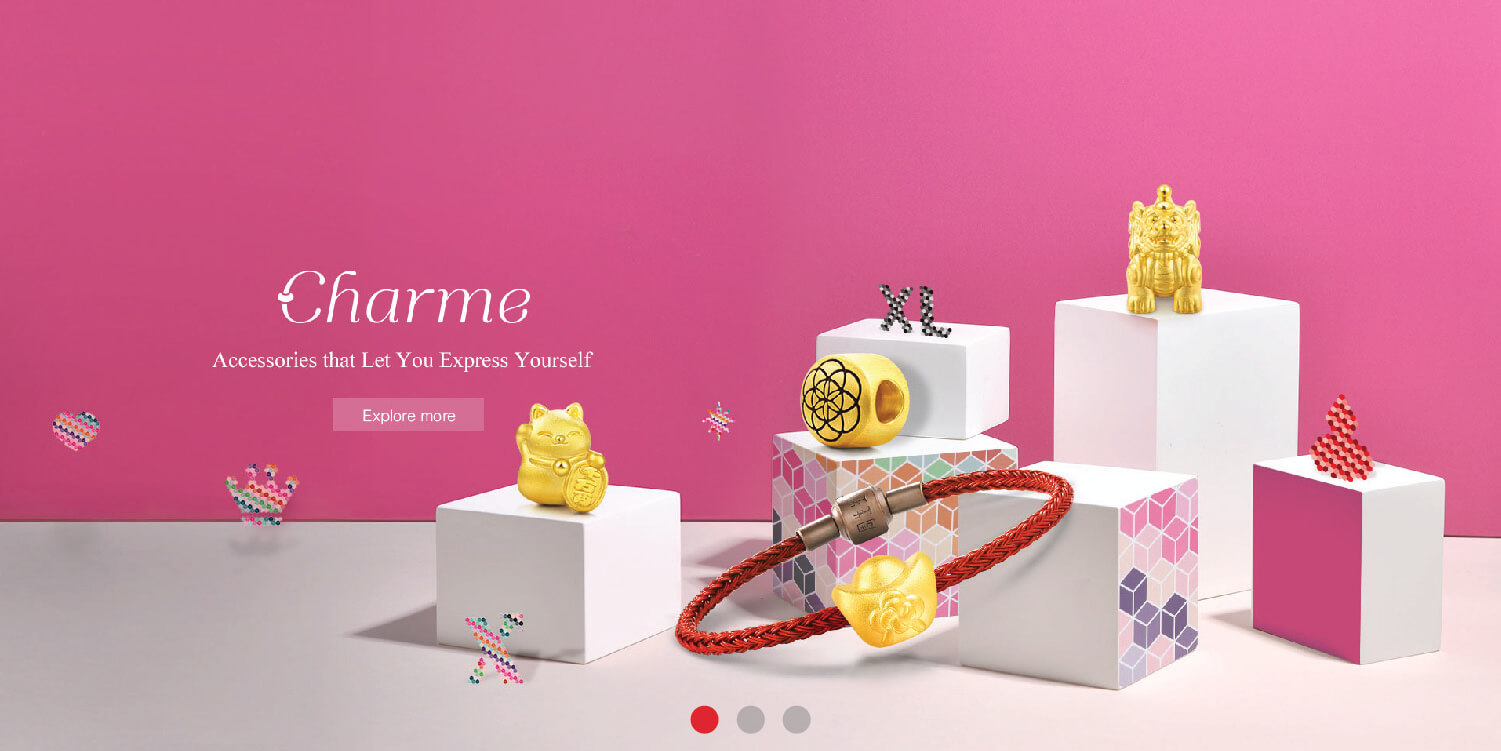 Charme
Accessories that Let You Express Yourself
Explore more
XL
X